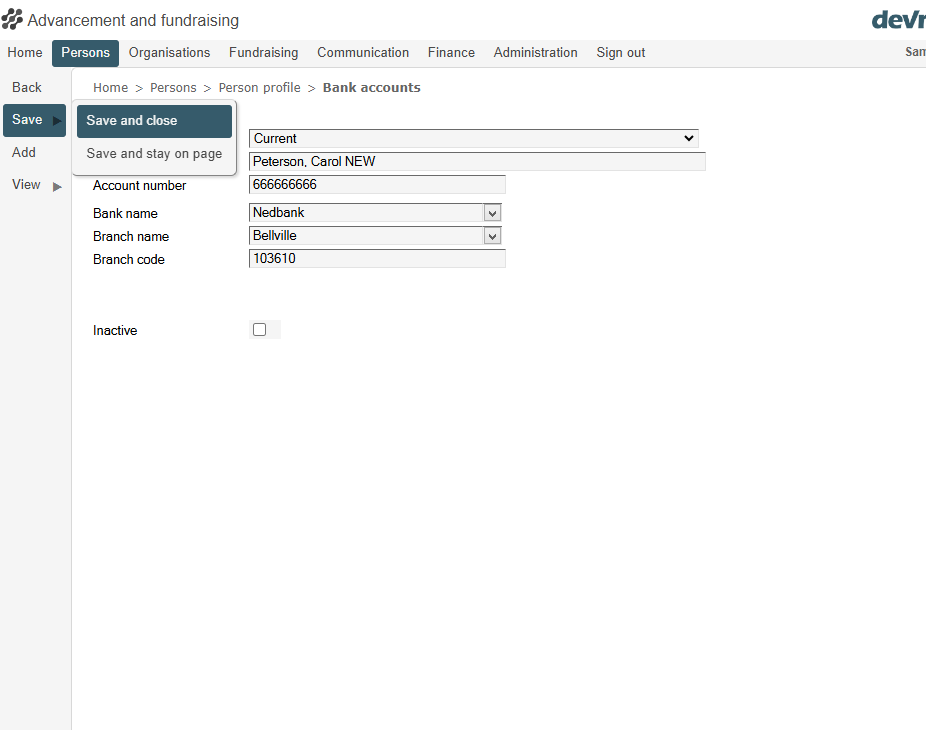 Advancement and fundraising
Home Persons Organisations Fundraising Communication Finance Administration Sign out
Back
Home > Persons > Person profile > Bank accounts
Save
Save and close
Current
Add
Save and stay on page
Peterson, Carol NEW
View
Account number 666666666
Bank name Nedbank
Branch name Bellville
Branch code 103610
Inactive